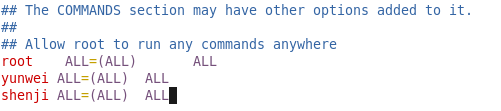 ## The COMMANDS section may have other options added to it.
##
## Allow root to run any commands anywhere
root    ALL=(ALL)       ALL
yunwei ALL=(ALL)  ALL
shenji ALL=(ALL)  ALL